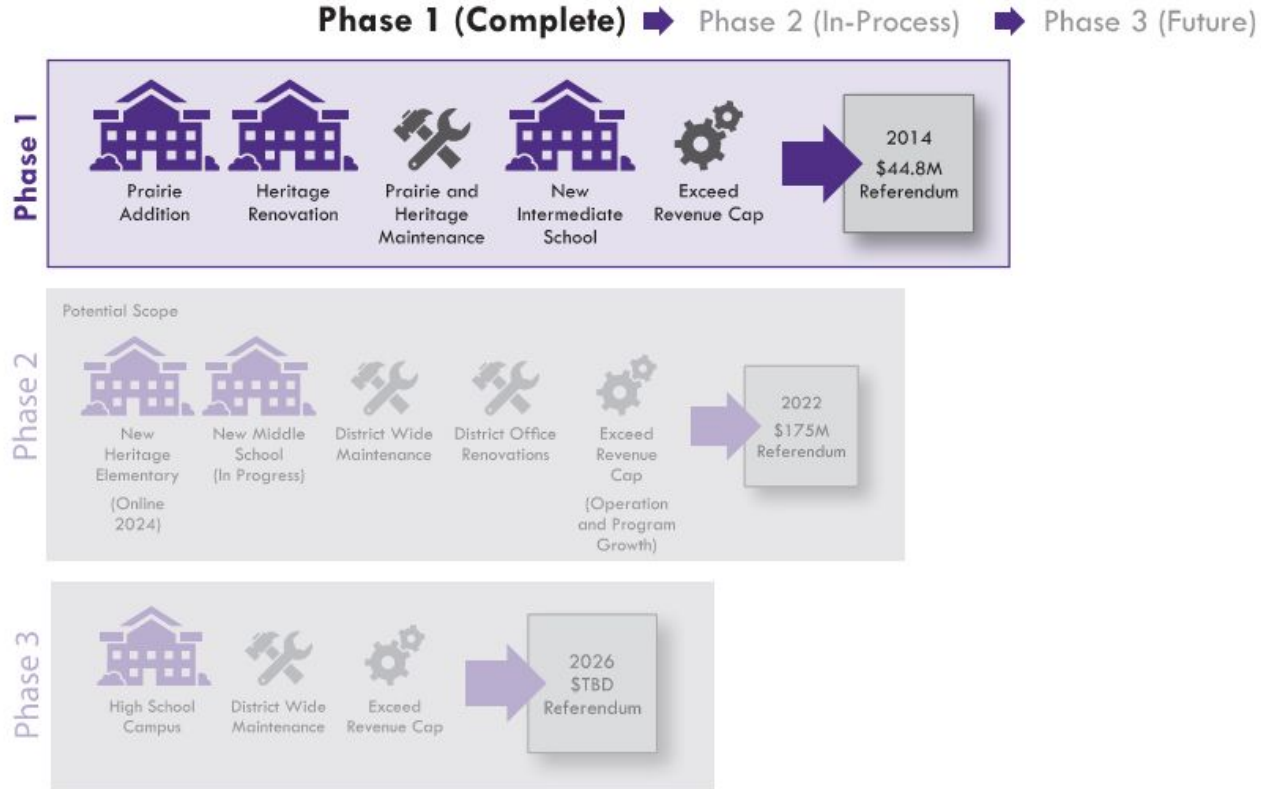 Phase 1 (Complete) Phase 2 (In-Process) Phase 3 (Future)
Phase 1
Prairie
Addition
Heritage
Renovation
Prairie and
Heritage
Maintenance
New
Intermediate
School
Exceed
Revenue Cap
2014
$44.8M
Referendum
Phase 2
Potential Scope
New
Heritage
Elementary
(Online
2024)
New Middle
School
(In Progress)
District Wide
Maintenance
District Office
Renovations
Exceed
Revenue
Cap
(Operation
and Program
Growth)
2022
$175M
Referendum
Phase 3
High School
Campus
District Wide
Maintenance
Exceed
Revenue Cap
2026
$TBD
Referendum